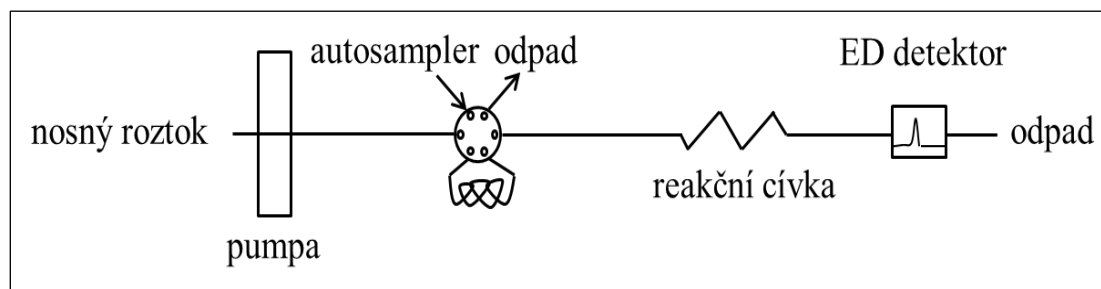 autosampler odpad
ED detektor
nosný roztok
odpad
reakční cívka
pumpa